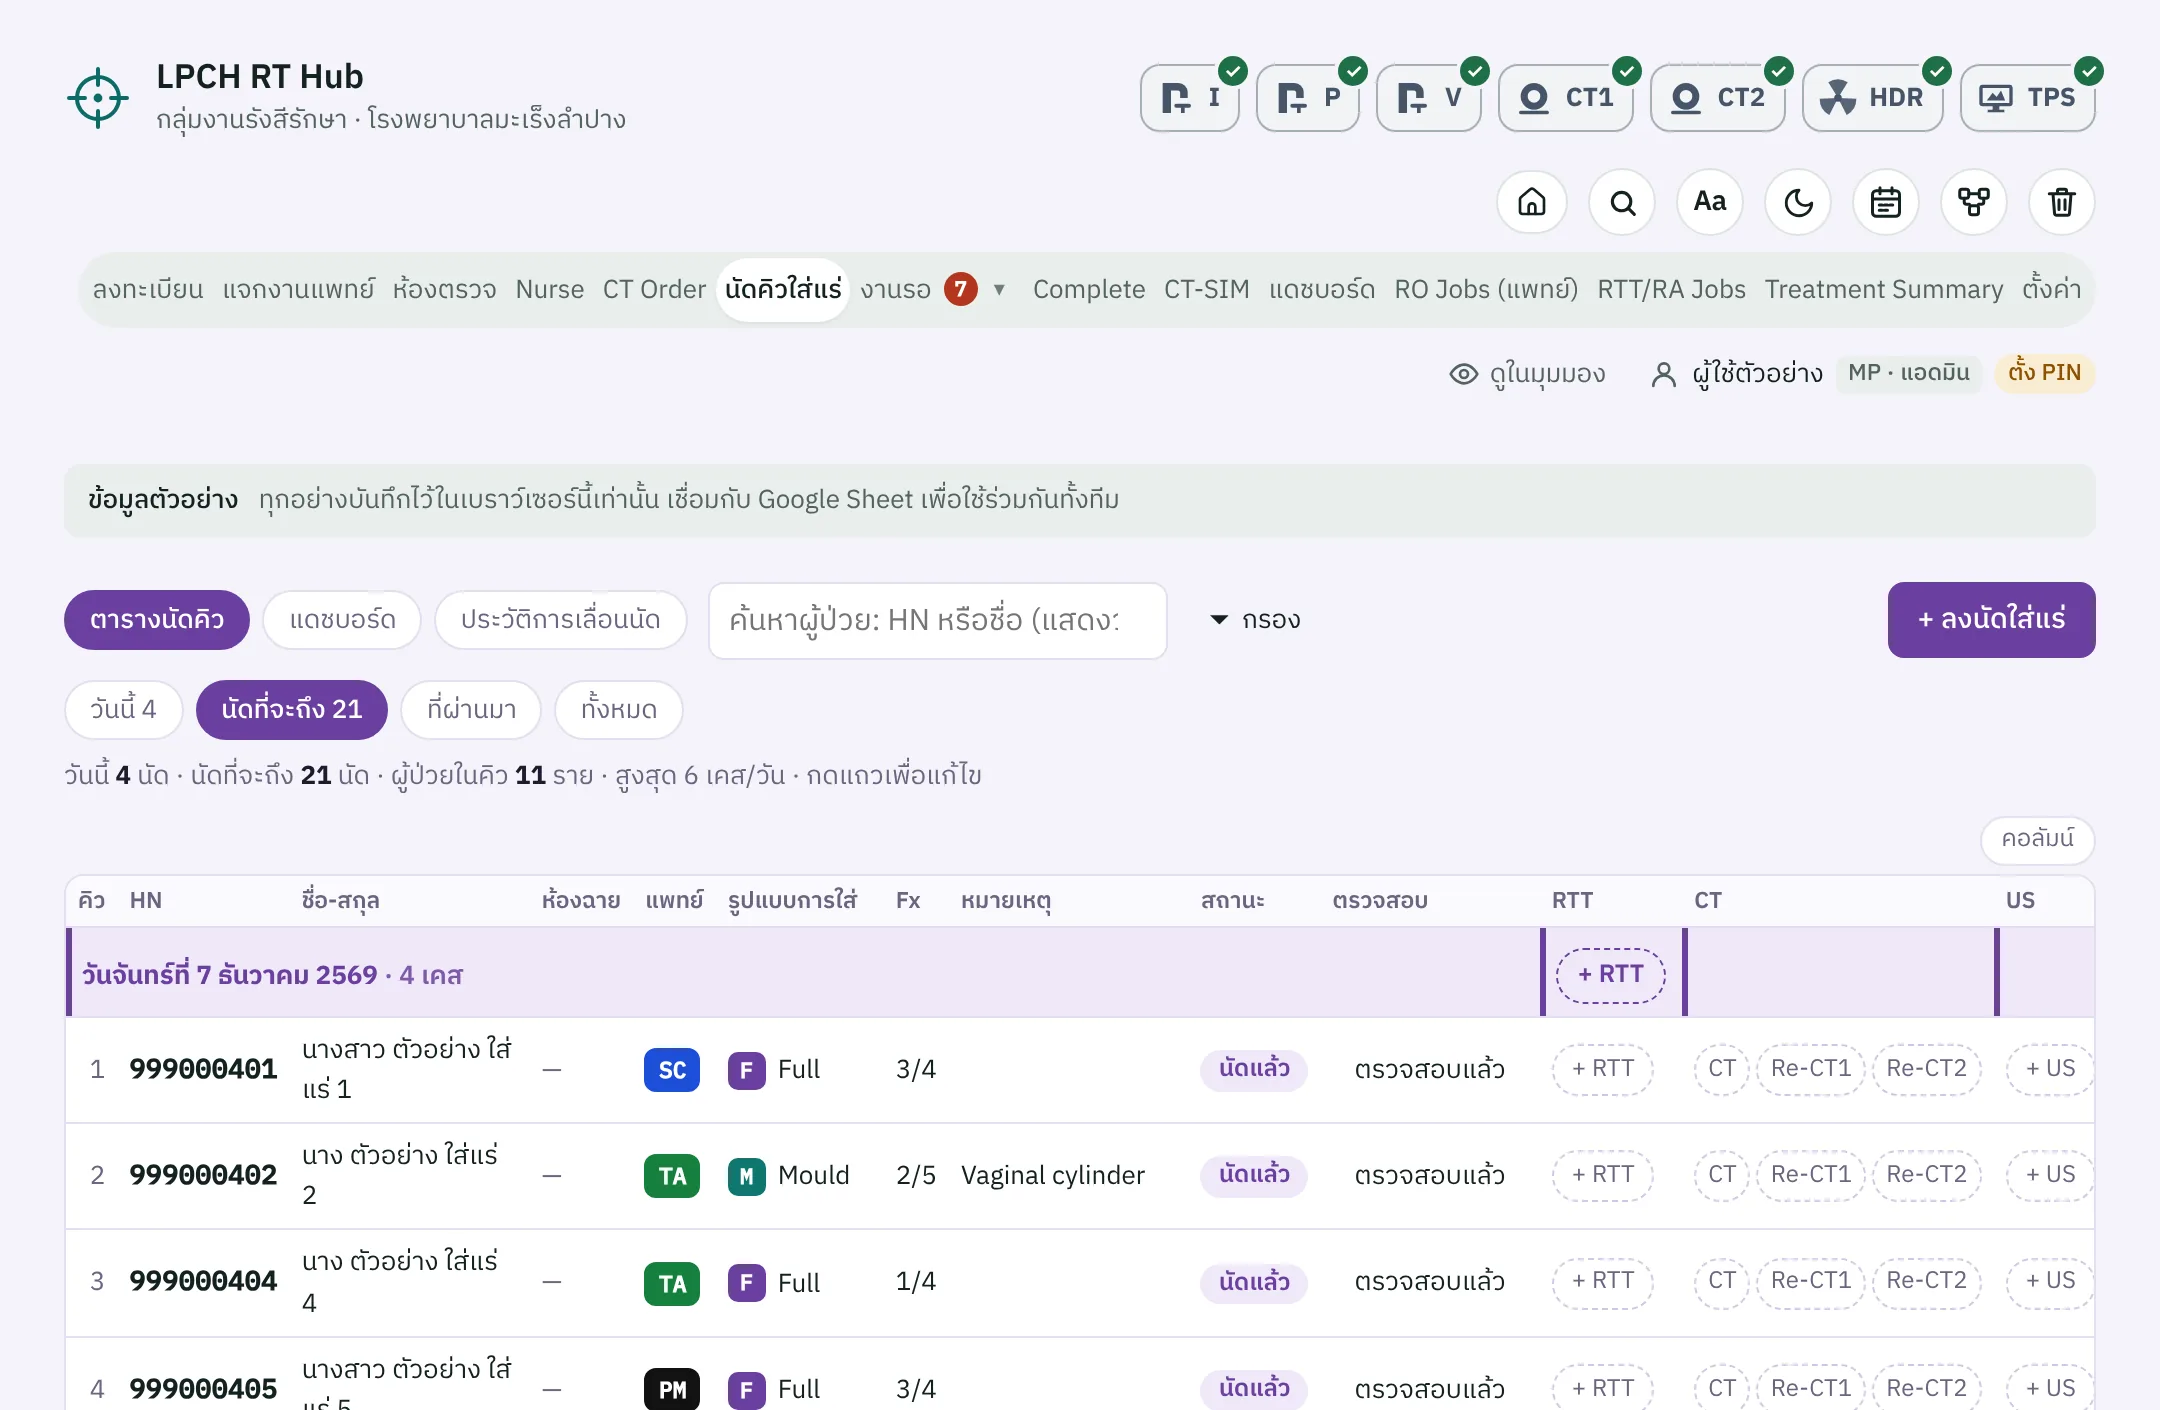 LPCH RT Hub
กลุ่มงานรังสีรักษา · โรงพยาบาลมะเร็งลำปาง
I P V CT1 CT2 HDR TPS
Aa
ลงทะเบียน แจกงานแพทย์ ห้องตรวจ Nurse CT Order นัดคิวใส่แร่ งานรอ 7 ▼ Complete CT-SIM แดชบอร์ด RO Jobs (แพทย์) RTT/RA Jobs Treatment Summary ตั้งค่า
ดูในมุมมอง ผู้ใช้ตัวอย่าง MP · แอดมิน ตั้ง PIN
ข้อมูลตัวอย่าง ทุกอย่างบันทึกไว้ในเบราว์เซอร์นี้เท่านั้น เชื่อมกับ Google Sheet เพื่อใช้ร่วมกันทั้งทีม
ตารางนัดคิว แดชบอร์ด ประวัติการเลื่อนนัด ค้นหาผู้ป่วย: HN หรือชื่อ (แสดง ▼ กรอง + ลงนัดใส่แร่
วันนี้ 4 นัดที่จะถึง 21 ที่ผ่านมา ทั้งหมด
วันนี้ 4 นัด · นัดที่จะถึง 21 นัด · ผู้ป่วยในคิว 11 ราย · สูงสุด 6 เคส/วัน · กดแถวเพื่อแก้ไข
คอลัมน์
คิว HN ชื่อ-สกุล ห้องฉาย แพทย์ รูปแบบการใส่ Fx หมายเหตุ สถานะ ตรวจสอบ RTT CT US
วันจันทร์ที่ 7 ธันวาคม 2569 · 4 เคส + RTT
1 999000401 นางสาว ตัวอย่าง ใส่แร่ 1 — SC F Full 3/4 นัดแล้ว ตรวจสอบแล้ว + RTT CT Re-CT1 Re-CT2 + US
2 999000402 นาง ตัวอย่าง ใส่แร่ 2 — TA M Mould 2/5 Vaginal cylinder นัดแล้ว ตรวจสอบแล้ว + RTT CT Re-CT1 Re-CT2 + US
3 999000404 นาง ตัวอย่าง ใส่แร่ 4 — TA F Full 1/4 นัดแล้ว ตรวจสอบแล้ว + RTT CT Re-CT1 Re-CT2 + US
4 999000405 นางสาว ตัวอย่าง ใส่แร่ 5 — PM F Full 3/4 นัดแล้ว ตรวจสอบแล้ว + RTT CT Re-CT1 Re-CT2 + US